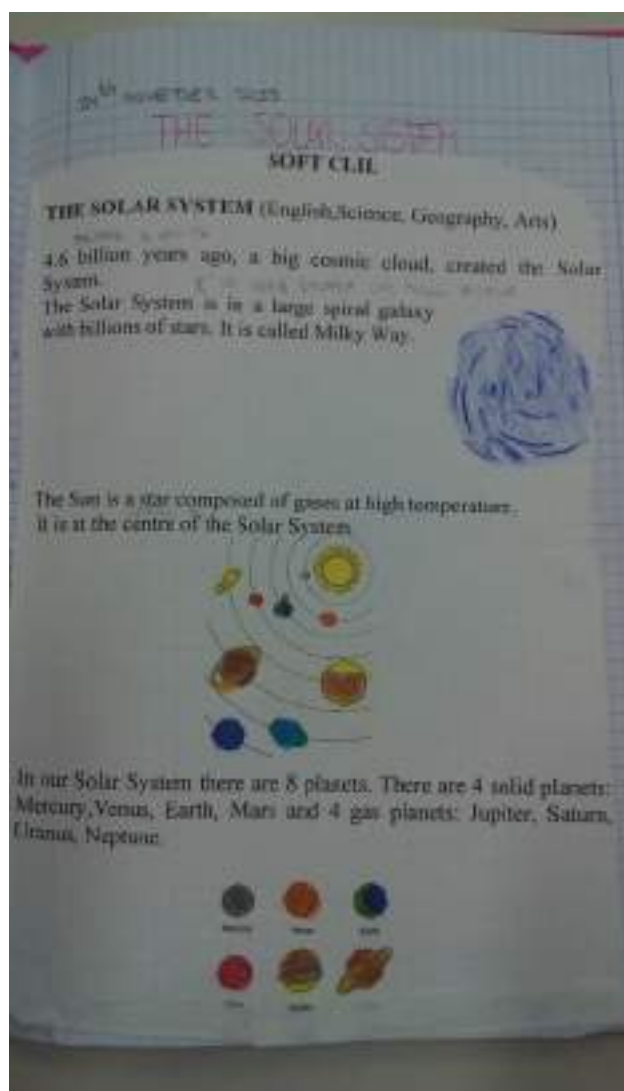 THE SOLAR SISTEM
SOFT CLIL
THE SOLAR SYSTEM (English,Science, Geography, Arts)
4,6 billion years ago, a big cosmic cloud, created the Solar
System.
The Solar System is in a large spiral galaxy
with billions of stars. It is called Milky Way.
The Sun is a star composed of gases at high temperature.
it is at the centre of the Solar System
In our Solar System there are 8 planets. There are 4 solid planets:
Mercury,Venus, Earth, Mars and 4 gas planets: Jupiter, Saturn,
Uranus, Neptune.